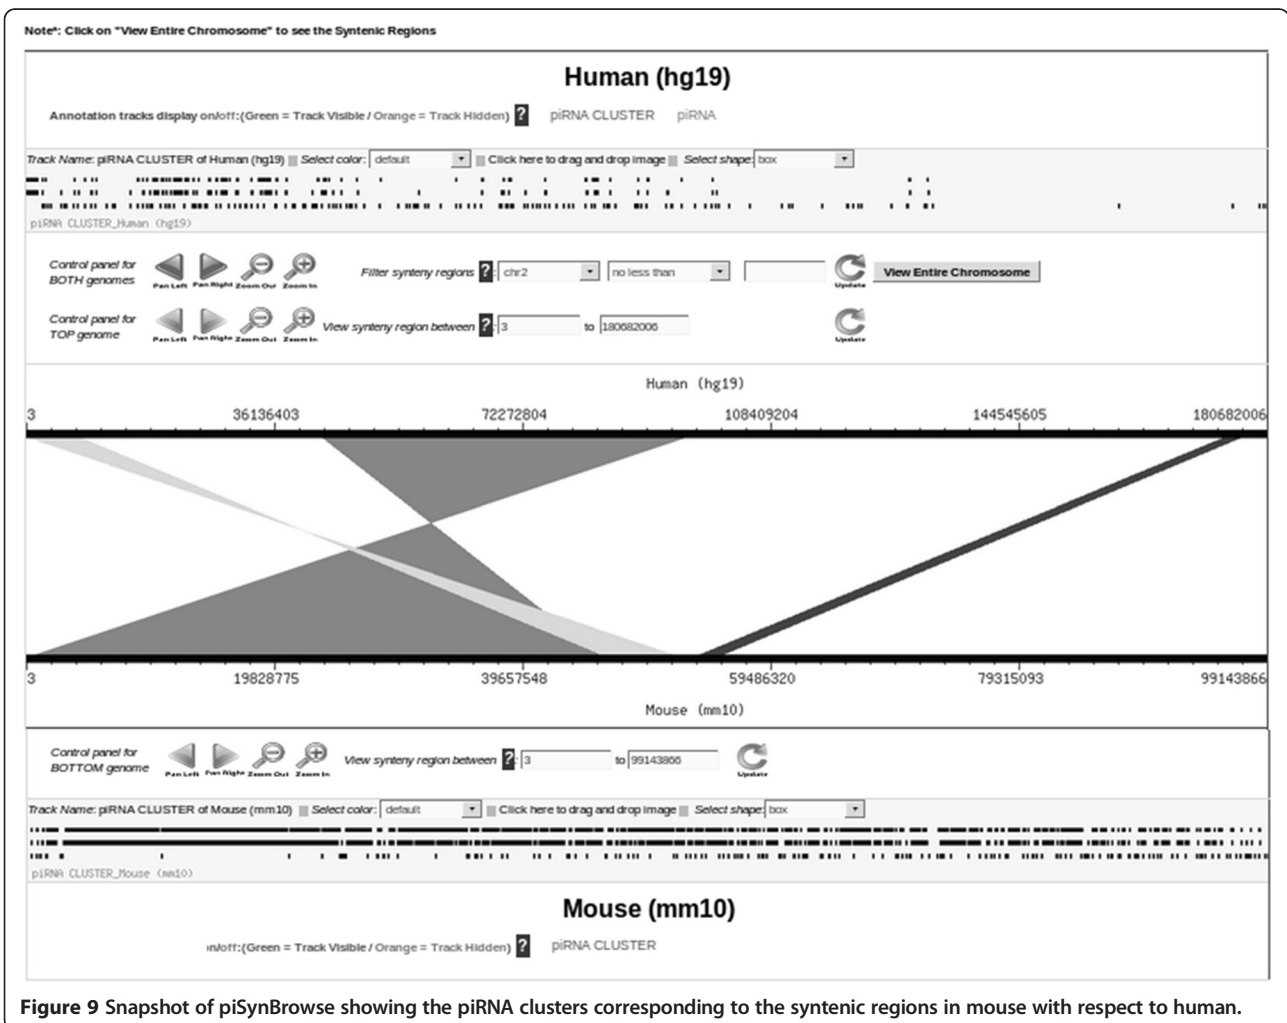 Note*: Click on "View Entire Chromosome" to see the Syntenic Regions
Human (hg19)
Annotation tracks display on/off:(Green = Track Visible / Orange = Track Hidden) ? piRNA CLUSTER piRNA
Track Name: piRNA CLUSTER of Human (hg19) Select color: default Click here to drag and drop image Select shape: box
piRNA CLUSTER_Human (hg19)
Control panel for BOTH genomes Pan Left Pan Right Zoom Out Zoom In Filter synteny regions ?: chr2 no less than Update View Entire Chromosome
Control panel for TOP genome Pan Left Pan Right Zoom Out Zoom In View synteny region between ?: 3 to 180682006 Update
Human (hg19)
3 36136403 72272804 108409204 144545605 180682006
3 19828775 39657548 59486320 79315093 99143866
Mouse (mm10)
Control panel for BOTTOM genome Pan Left Pan Right Zoom Out Zoom In View synteny region between ?: 3 to 99143866 Update
Track Name: piRNA CLUSTER of Mouse (mm10) Select color: default Click here to drag and drop image Select shape: box
piRNA CLUSTER_Mouse (mm10)
Mouse (mm10)
n/off:(Green = Track Visible / Orange = Track Hidden) ? piRNA CLUSTER
Figure 9 Snapshot of piSynBrowse showing the piRNA clusters corresponding to the syntenic regions in mouse with respect to human.